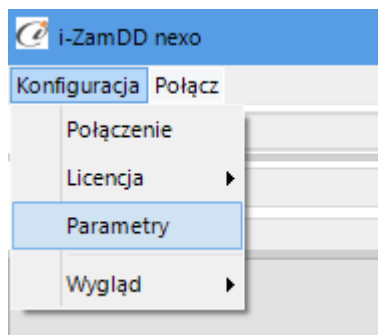 i-ZamDD nexo
Konfiguracja Połącz
Połączenie
Licencja
Parametry
Wygląd